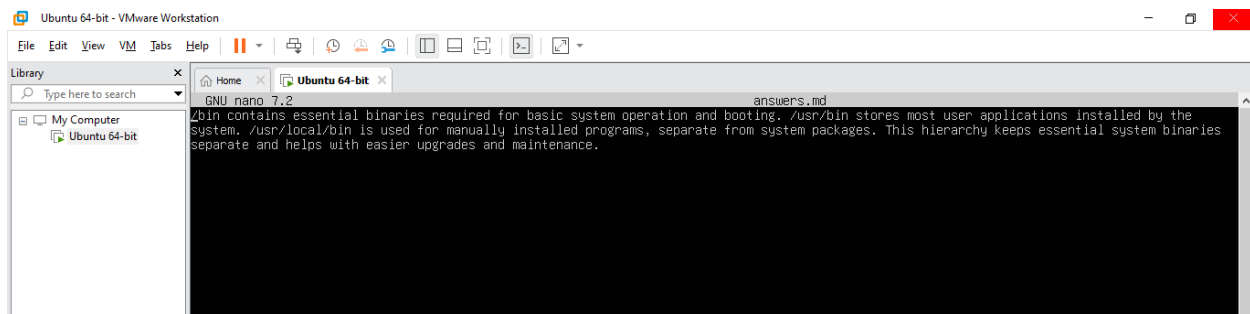 Ubuntu 64-bit - VMware Workstation
File Edit View VM Tabs Help
Library
Type here to search
My Computer
Ubuntu 64-bit
Home
Ubuntu 64-bit
GNU nano 7.2 answers.md
/bin contains essential binaries required for basic system operation and booting. /usr/bin stores most user applications installed by the
system. /usr/local/bin is used for manually installed programs, separate from system packages. This hierarchy keeps essential system binaries
separate and helps with easier upgrades and maintenance.